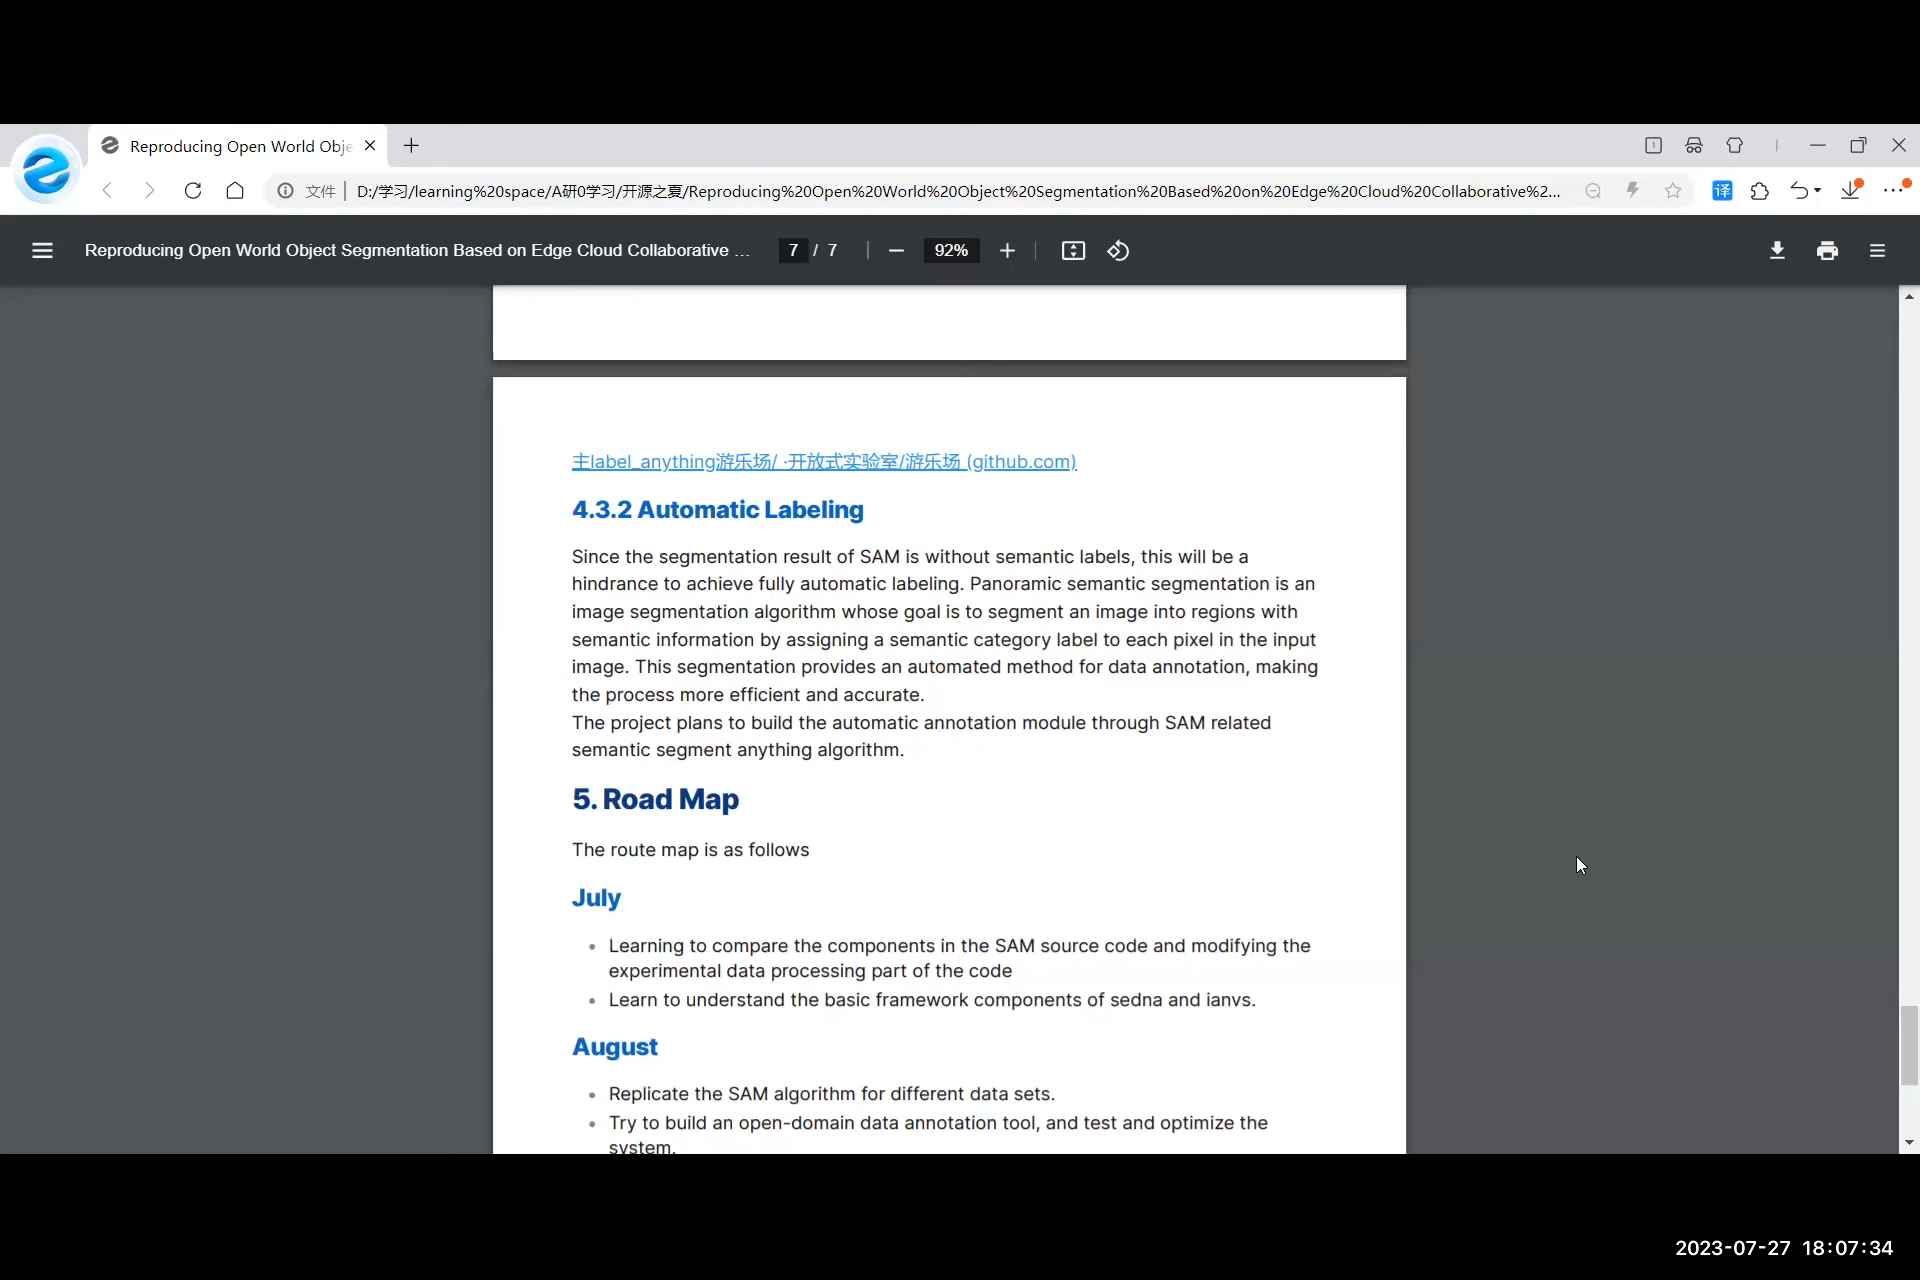 Reproducing Open World Obje
文件 D:/学习/learning%20space/A研0学习/开源之夏/Reproducing%20Open%20World%20Object%20Segmentation%20Based%20on%20Edge%20Cloud%20Collaborative%2...
译
Reproducing Open World Object Segmentation Based on Edge Cloud Collaborative ... 7 / 7 92%
主label_anything游乐场/ ·开放式实验室/游乐场 (github.com)
4.3.2 Automatic Labeling
Since the segmentation result of SAM is without semantic labels, this will be a
hindrance to achieve fully automatic labeling. Panoramic semantic segmentation is an
image segmentation algorithm whose goal is to segment an image into regions with
semantic information by assigning a semantic category label to each pixel in the input
image. This segmentation provides an automated method for data annotation, making
the process more efficient and accurate.
The project plans to build the automatic annotation module through SAM related
semantic segment anything algorithm.
5. Road Map
The route map is as follows
July
• Learning to compare the components in the SAM source code and modifying the
experimental data processing part of the code
• Learn to understand the basic framework components of sedna and ianvs.
August
• Replicate the SAM algorithm for different data sets.
• Try to build an open-domain data annotation tool, and test and optimize the
system.
2023-07-27 18:07:34